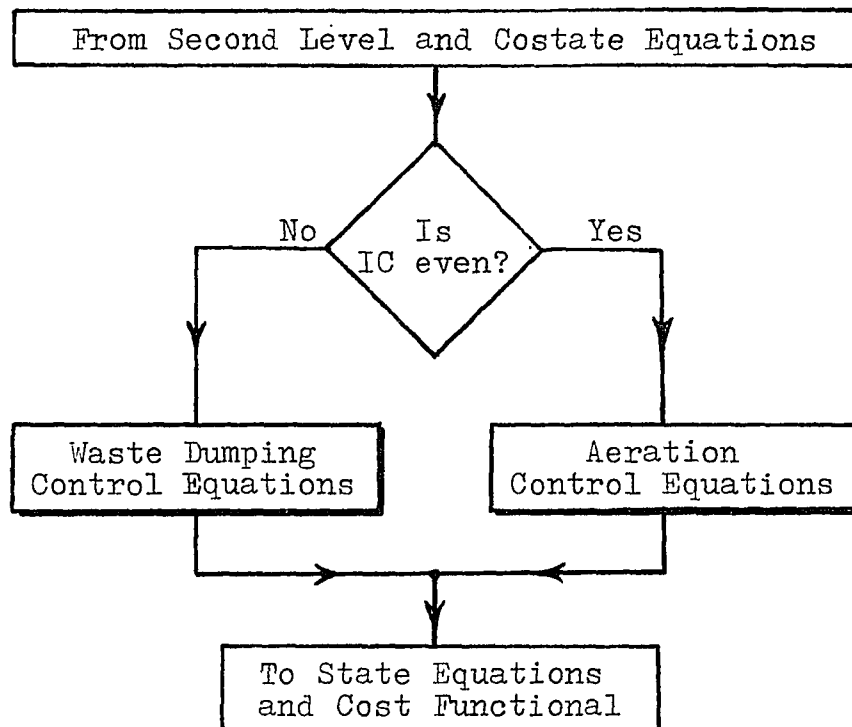 From Second Level and Costate Equations
No
Is
IC even?
Yes
Waste Dumping
Control Equations
Aeration
Control Equations
To State Equations
and Cost Functional